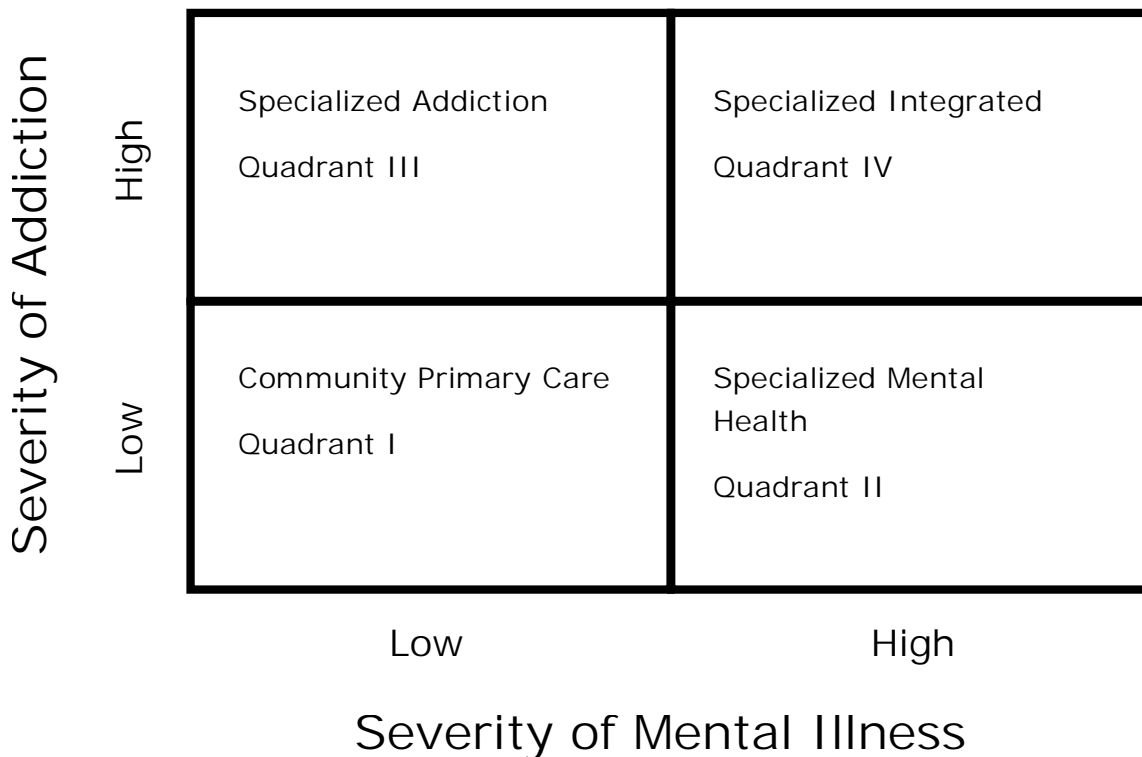 Severity of Addiction
High
Specialized Addiction
Quadrant III
Specialized Integrated
Quadrant IV
Low
Community Primary Care
Quadrant I
Specialized Mental
Health
Quadrant II
Low
High
Severity of Mental Illness